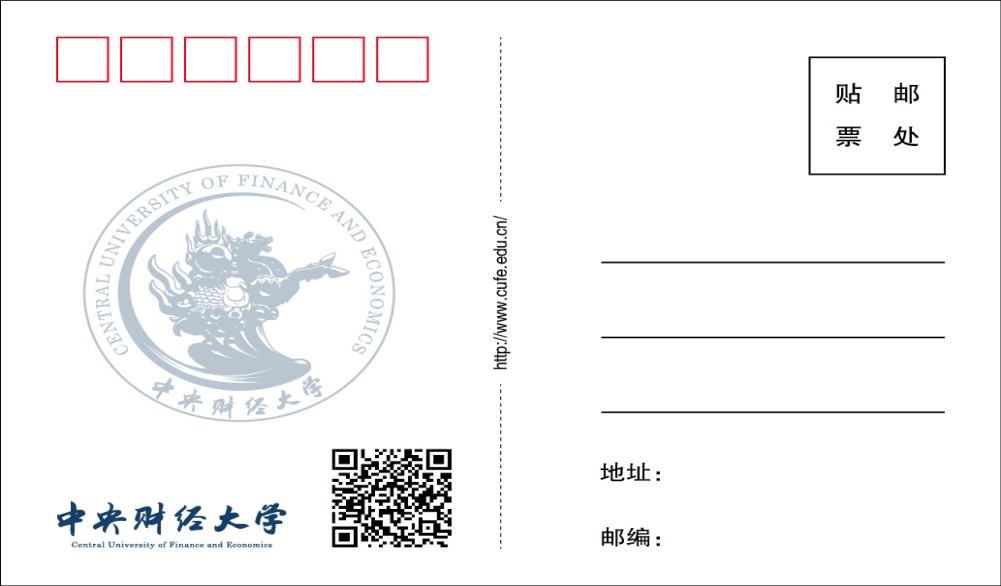 CENTRAL UNIVERSITY OF FINANCE AND ECONOMICS
中央财经大学
中央财经大学
Central University of Finance and Economics
http://www.cufe.edu.cn/
贴 邮
票 处
地址：
邮编：